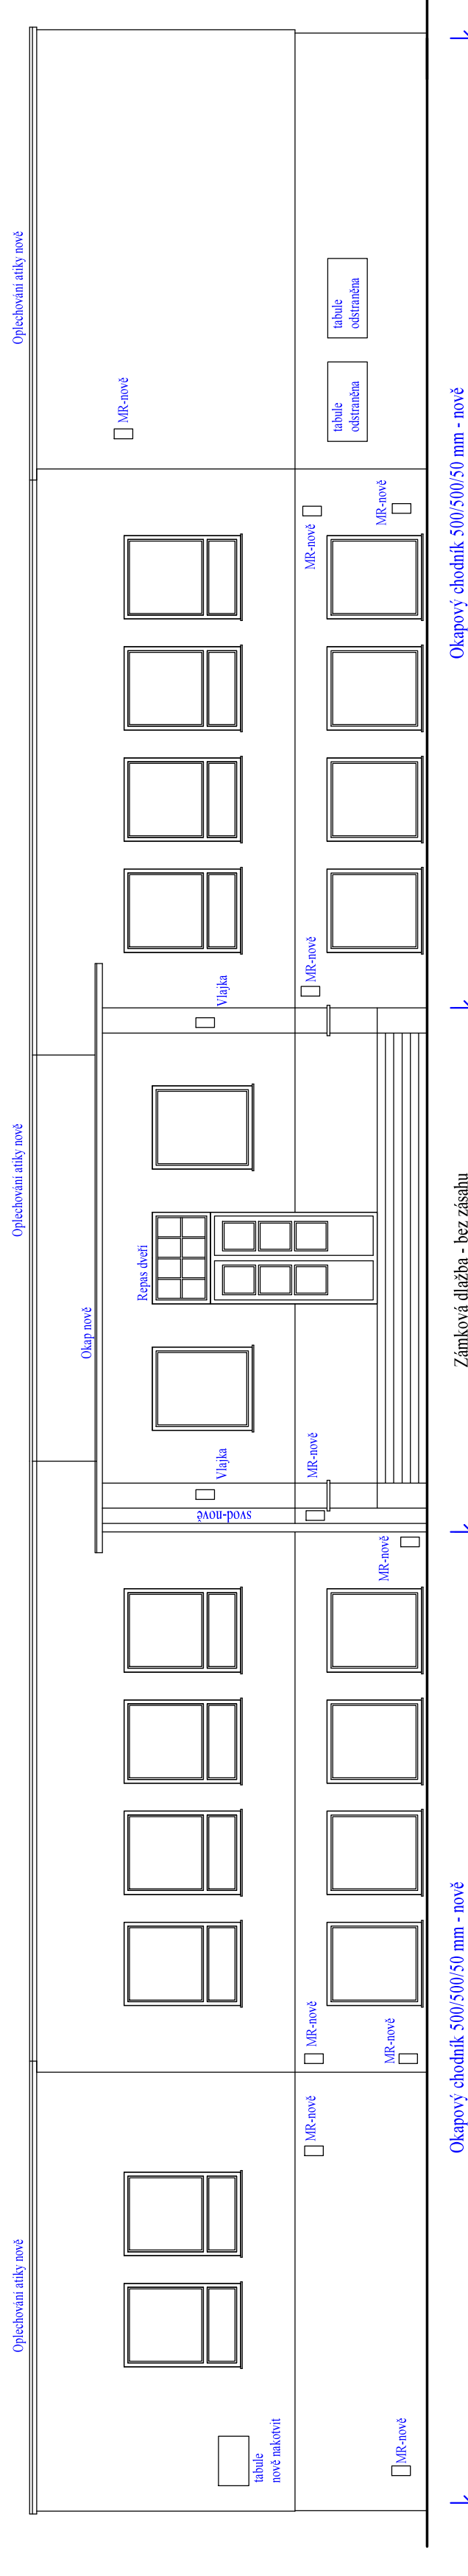 Oplechování atiky nově
Oplechování atiky nově
Oplechování atiky nově
Okap nově
MR-nově
Repas dveří
Vlajka
Vlajka
svod-nově
tabule
nově nakotvit
MR-nově
MR-nově
MR-nově
MR-nově
MR-nově
tabule
odstraněna
tabule
odstraněna
MR-nově
MR-nově
MR-nově
MR-nově
Okapový chodník 500/500/50 mm - nově
Zámková dlažba - bez zásahu
Okapový chodník 500/500/50 mm - nově